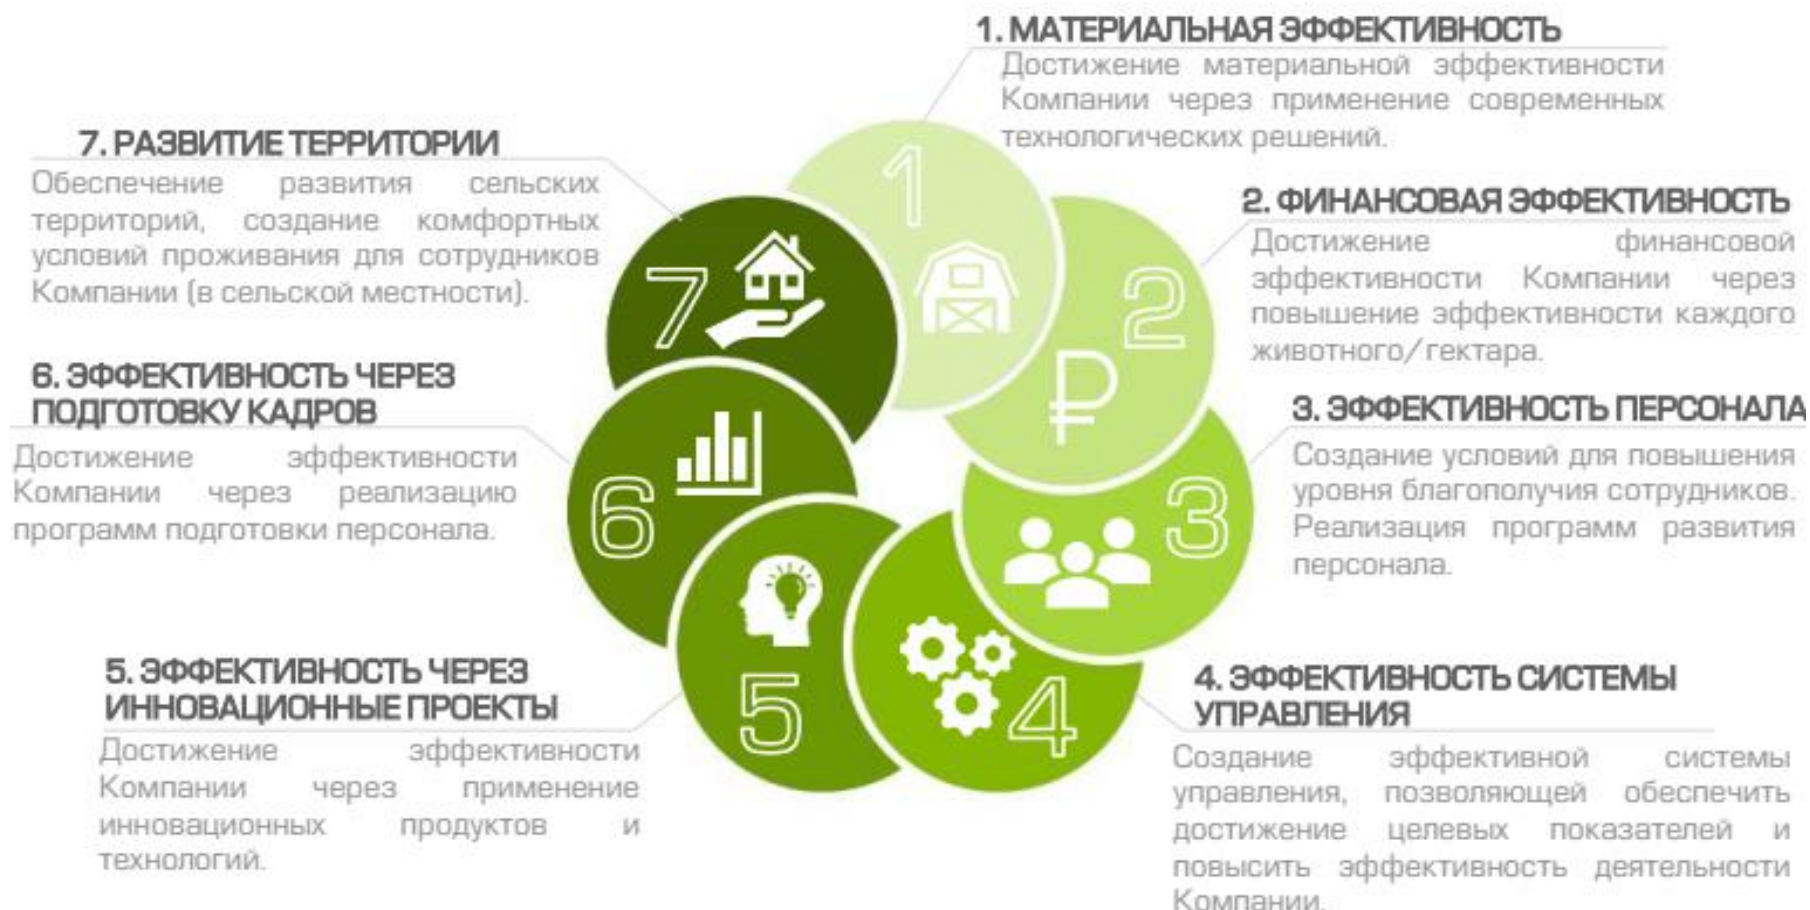 1. МАТЕРИАЛЬНАЯ ЭФФЕКТИВНОСТЬ
Достижение материальной эффективности
Компании через применение современных
технологических решений.
2. ФИНАНСОВАЯ ЭФФЕКТИВНОСТЬ
Достижение финансовой
эффективности Компании через
повышение эффективности каждого
животного/гектара.
3. ЭФФЕКТИВНОСТЬ ПЕРСОНАЛА
Создание условий для повышения
уровня благополучия сотрудников.
Реализация программ развития
персонала.
4. ЭФФЕКТИВНОСТЬ СИСТЕМЫ
УПРАВЛЕНИЯ
Создание эффективной системы
управления, позволяющей обеспечить
достижение целевых показателей и
повысить эффективность деятельности
Компании.
5. ЭФФЕКТИВНОСТЬ ЧЕРЕЗ
ИННОВАЦИОННЫЕ ПРОЕКТЫ
Достижение эффективности
Компании через применение
инновационных продуктов и
технологий.
6. ЭФФЕКТИВНОСТЬ ЧЕРЕЗ
ПОДГОТОВКУ КАДРОВ
Достижение эффективности
Компании через реализацию
программ подготовки персонала.
7. РАЗВИТИЕ ТЕРРИТОРИИ
Обеспечение развития сельских
территорий, создание комфортных
условий проживания для сотрудников
Компании (в сельской местности).
1
2
₽
3
4
5
6
7